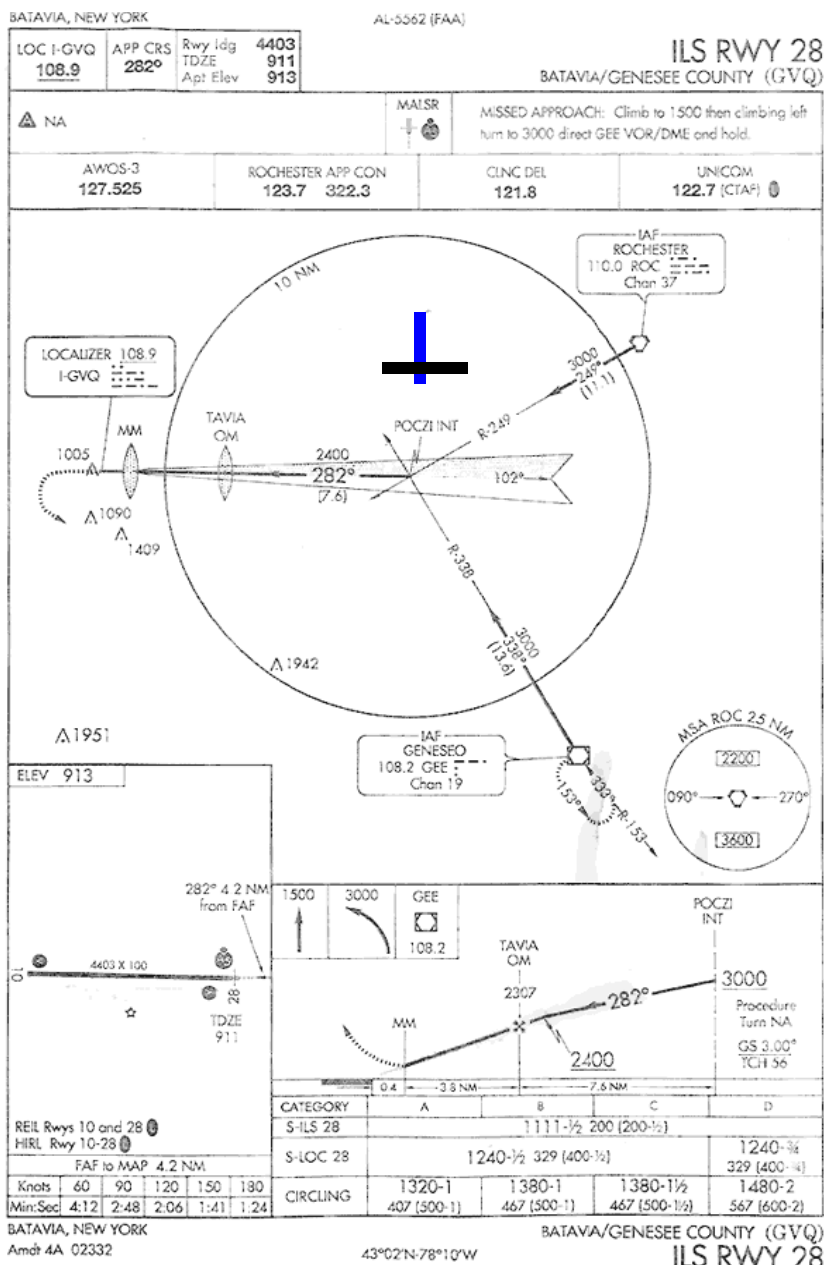 BATAVIA, NEW YORK
AL-5562 (FAA)
LOC I-GVQ
108.9
APP CRS
282°
Rwy ldg 4403
TDZE 911
Apt Elev 913
ILS RWY 28
BATAVIA/GENESEE COUNTY (GVQ)
NA
MALSR
MISSED APPROACH: Climb to 1500 then climbing left
turn to 3000 direct GEE VOR/DME and hold.
AWOS-3
127.525
ROCHESTER APP CON
123.7 322.3
CLNC DEL
121.8
UNICOM
122.7 (CTAF)
10 NM
IAF
ROCHESTER
110.0 ROC
Chan 37
LOCALIZER 108.9
I-GVQ
3000
249°
(11.1)
R-249
POCZI INT
TAVIA
OM
MM
1005
2400
282°
(7.6)
102°
1090
1409
R-338
3000
338°
(13.6)
1942
1951
IAF
GENESEO
108.2 GEE
Chan 19
153°
333°
R-153
MSA ROC 25 NM
2200
090°
270°
3600
ELEV 913
282° 4.2 NM
from FAF
4403 X 100
10
28
TDZE
911
REIL Rwys 10 and 28
HIRL Rwy 10-28
1500
3000
GEE
108.2
POCZI
INT
TAVIA
OM
2307
MM
282°
3000
2400
Procedure
Turn NA
GS 3.00°
TCH 56
0.4
3.8 NM
7.6 NM
CATEGORY A B C D
S-ILS 28 1111-½ 200 (200-½)
S-LOC 28 1240-½ 329 (400-½)
1240-¾
329 (400-¾)
CIRCLING
1320-1
407 (500-1)
1380-1
467 (500-1)
1380-1½
467 (500-1½)
1480-2
567 (600-2)
FAF to MAP 4.2 NM
Knots 60 90 120 150 180
Min:Sec 4:12 2:48 2:06 1:41 1:24
BATAVIA, NEW YORK
Amdt 4A 02332
43°02'N-78°10'W
BATAVIA/GENESEE COUNTY (GVQ)
ILS RWY 28